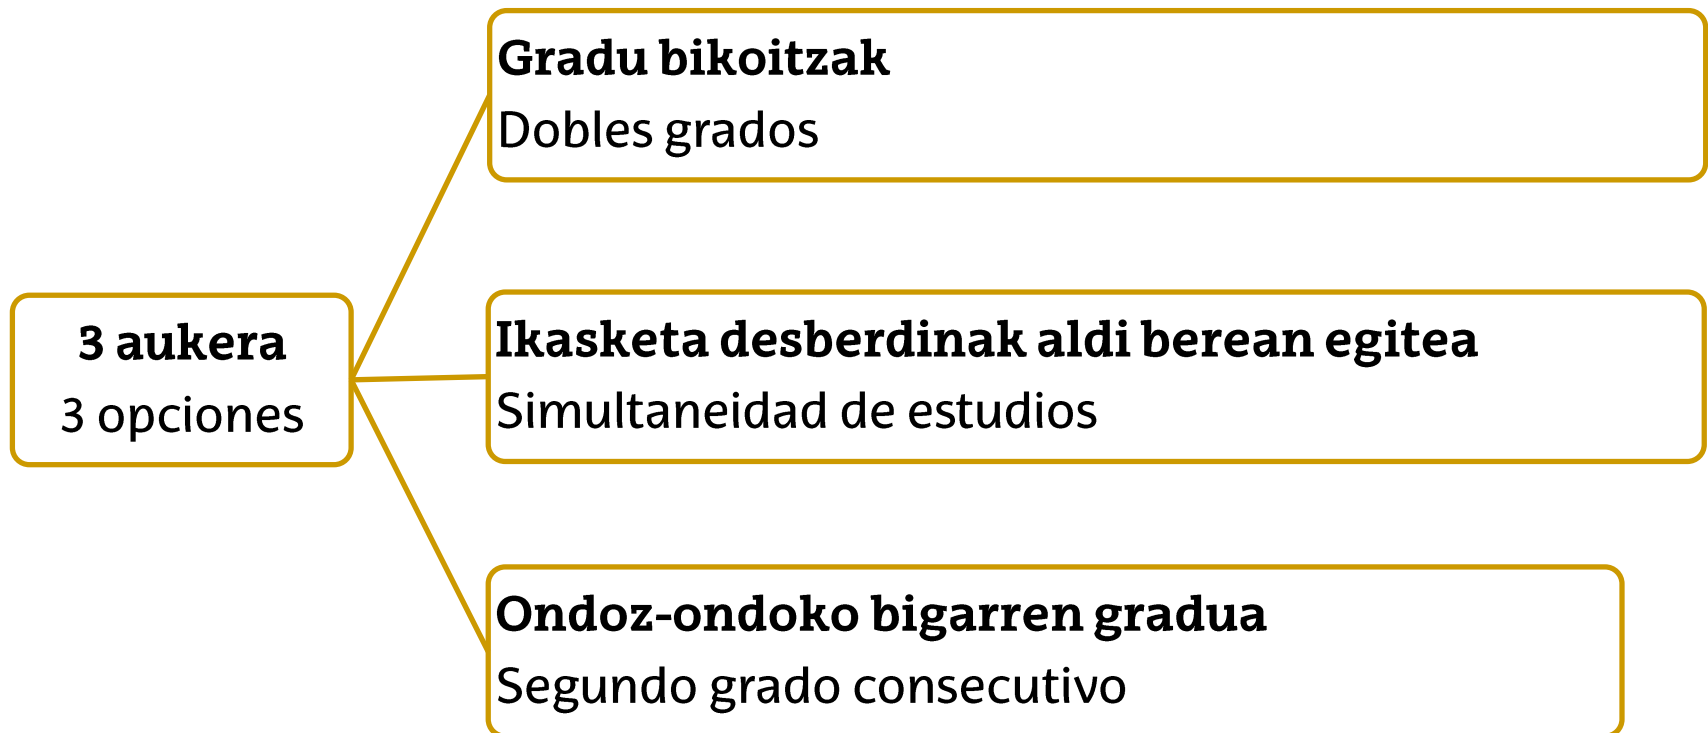 Gradu bikoitzak
Dobles grados
3 aukera
3 opciones
Ikasketa desberdinak aldi berean egitea
Simultaneidad de estudios
Ondoz-ondoko bigarren gradua
Segundo grado consecutivo